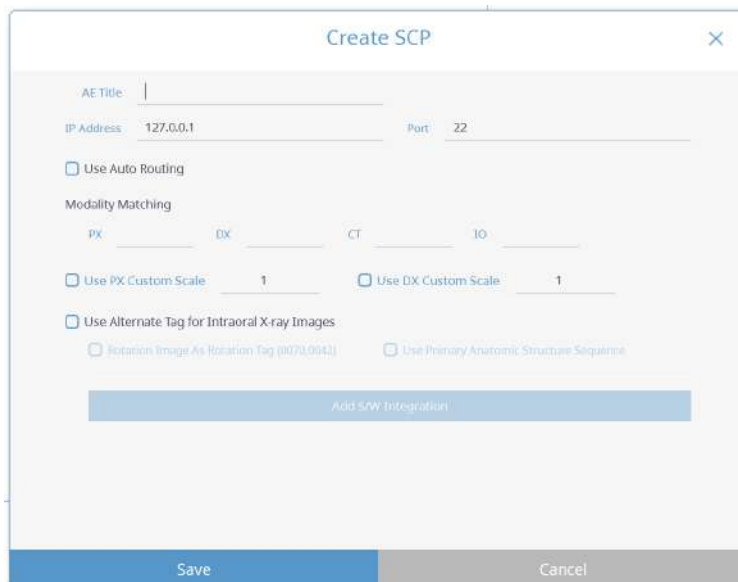 Create SCP
AE Title
IP Address 127.0.0.1 Port 22
Use Auto Routing
Modality Matching
PX DX CT IO
Use PX Custom Scale 1 Use DX Custom Scale 1
Use Alternate Tag for Intraoral X-ray Images
Rotation Image As Rotation Tag (0070,0042) Use Primary Anatomic Structure Sequence
Add S/W Integration
Save Cancel